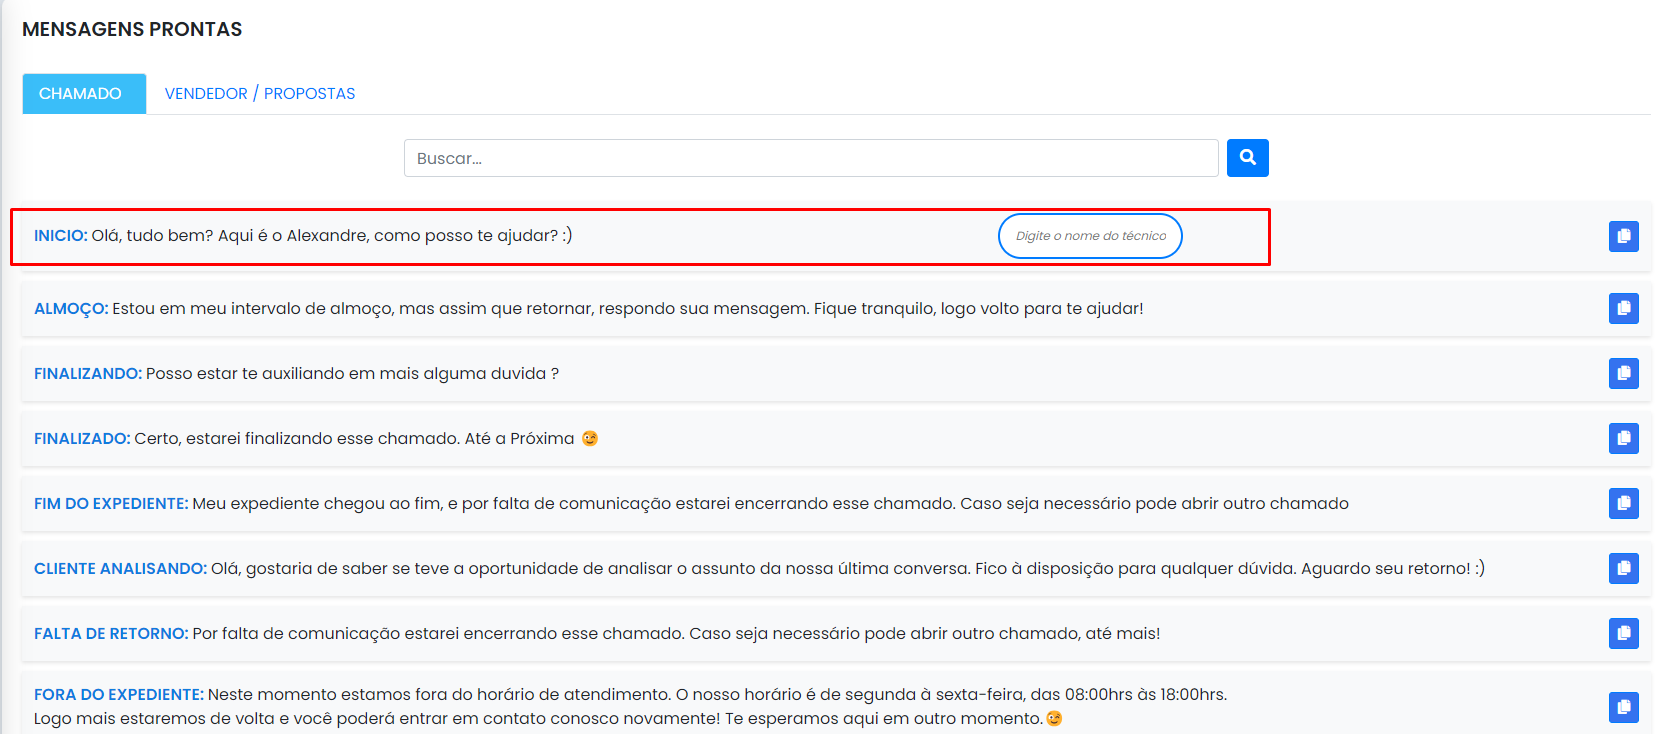 MENSAGENS PRONTAS
CHAMADO VENDEDOR / PROPOSTAS
Buscar...
INICIO: Olá, tudo bem? Aqui é o Alexandre, como posso te ajudar? :) Digite o nome do técnico
ALMOÇO: Estou em meu intervalo de almoço, mas assim que retornar, respondo sua mensagem. Fique tranquilo, logo volto para te ajudar!
FINALIZANDO: Posso estar te auxiliando em mais alguma duvida ?
FINALIZADO: Certo, estarei finalizando esse chamado. Até a Próxima 😉
FIM DO EXPEDIENTE: Meu expediente chegou ao fim, e por falta de comunicação estarei encerrando esse chamado. Caso seja necessário pode abrir outro chamado
CLIENTE ANALISANDO: Olá, gostaria de saber se teve a oportunidade de analisar o assunto da nossa última conversa. Fico à disposição para qualquer dúvida. Aguardo seu retorno! :)
FALTA DE RETORNO: Por falta de comunicação estarei encerrando esse chamado. Caso seja necessário pode abrir outro chamado, até mais!
FORA DO EXPEDIENTE: Neste momento estamos fora do horário de atendimento. O nosso horário é de segunda à sexta-feira, das 08:00hrs às 18:00hrs.
Logo mais estaremos de volta e você poderá entrar em contato conosco novamente! Te esperamos aqui em outro momento.😉